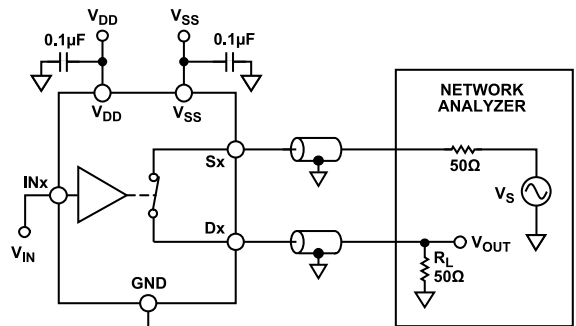 VDD
VSS
0.1µF
0.1µF
VDD
VSS
NETWORK
ANALYZER
Sx
50Ω
INx
VS
Dx
VOUT
VIN
RL
50Ω
GND